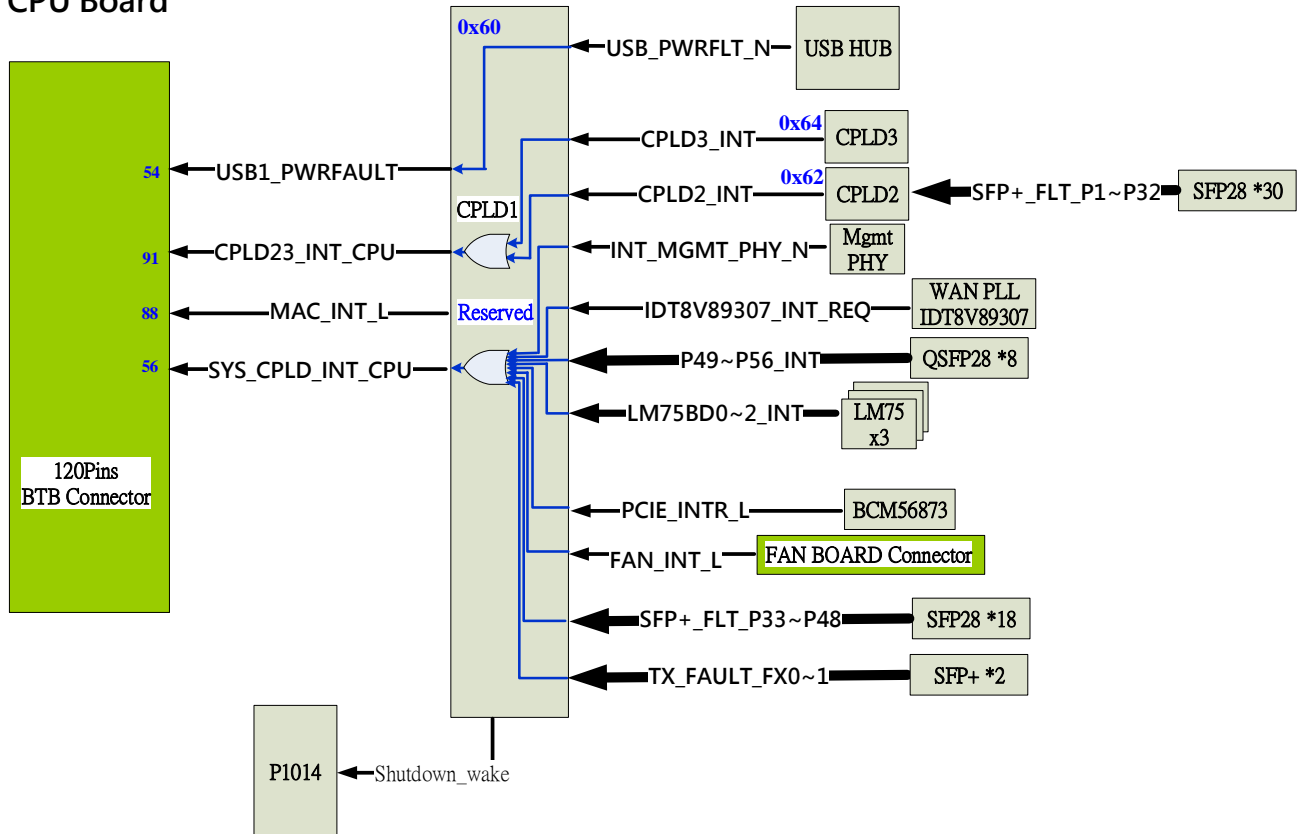 CPU Board
0x60
USB_PWRFLT_N
USB HUB
0x64
CPLD3_INT
CPLD3
54
USB1_PWRFAULT
0x62
CPLD2_INT
CPLD2
SFP+_FLT_P1~P32
SFP28 *30
CPLD1
91
CPLD23_INT_CPU
INT_MGMT_PHY_N
Mgmt
PHY
88
MAC_INT_L
Reserved
IDT8V89307_INT_REQ
WAN PLL
IDT8V89307
56
SYS_CPLD_INT_CPU
P49~P56_INT
QSFP28 *8
LM75BD0~2_INT
LM75
x3
120Pins
BTB Connector
PCIE_INTR_L
BCM56873
FAN_INT_L
FAN BOARD Connector
SFP+_FLT_P33~P48
SFP28 *18
TX_FAULT_FX0~1
SFP+ *2
P1014
Shutdown_wake